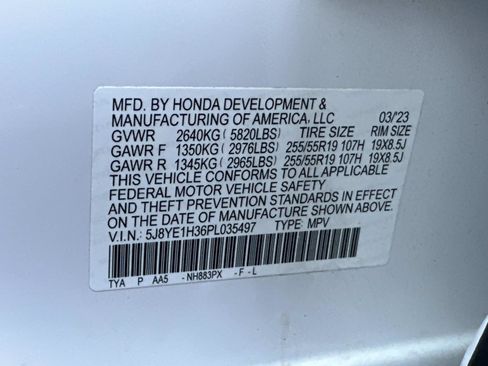 MFD. BY HONDA DEVELOPMENT &
MANUFACTURING OF AMERICA, LLC 03/'23
GVWR 2640KG ( 5820LBS) TIRE SIZE RIM SIZE
GAWR F 1350KG ( 2976LBS) 255/55R19 107H 19X8.5J
GAWR R 1345KG ( 2965LBS) 255/55R19 107H 19X8.5J
THIS VEHICLE CONFORMS TO ALL APPLICABLE
FEDERAL MOTOR VEHICLE SAFETY
AND THEFT PREVENTION STANDARDS IN EFFECT
ON THE DATE OF MANUFACTURE SHOWN ABOVE.
V.I.N.: 5J8YE1H36PL035497 TYPE: MPV
TYA P AA5 -NH883PX -F-L